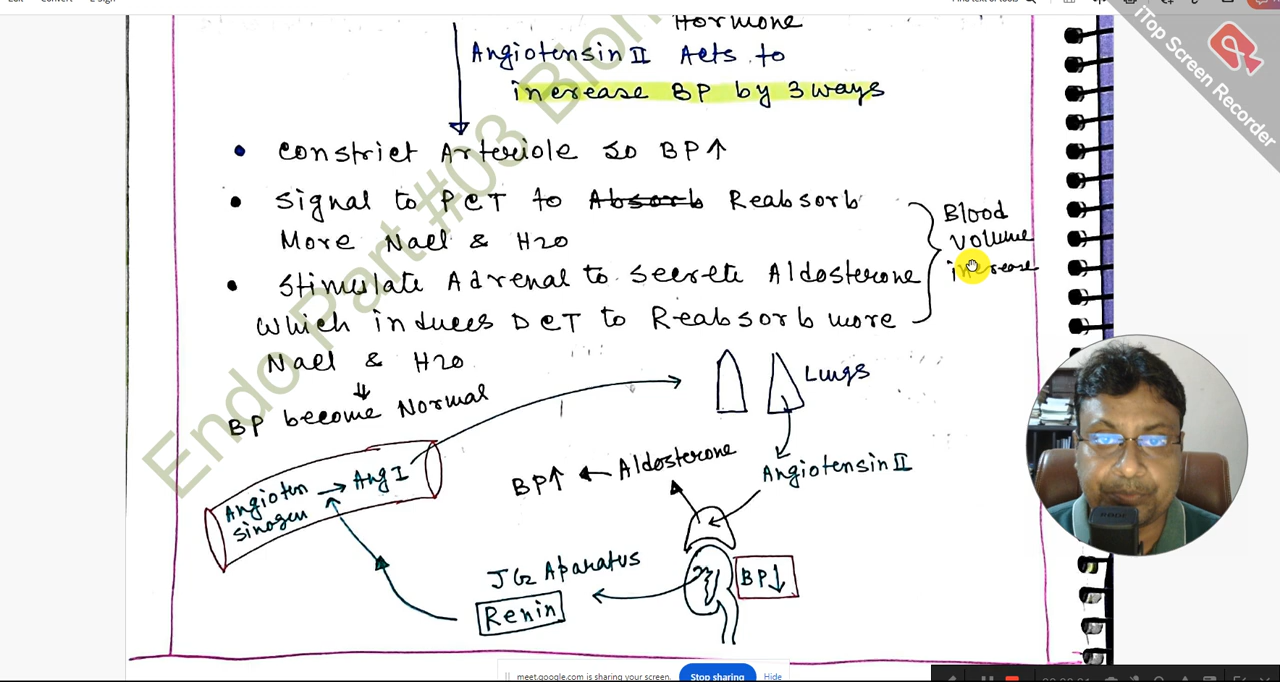 Hormone
Angiotensin II Acts to
increase BP by 3 ways
• Constrict Arteriole so BP↑
• Signal to PCT to Absorb Reabsorb
More Nacl & H2O
• Stimulate Adrenal to secrete Aldosterone
which induces DCT to Reabsorb more
Nacl & H2O
Blood
volume
increase
⇓
BP become Normal
Lungs
Angiotensin II
Aldosterone
BP↑
Angioten
sinogen → Ang I
JG Aparatus
Renin
BP↓
Endo Part #03 Biom
iTop Screen Recorder
meet.google.com is sharing your screen.
Stop sharing
Hide